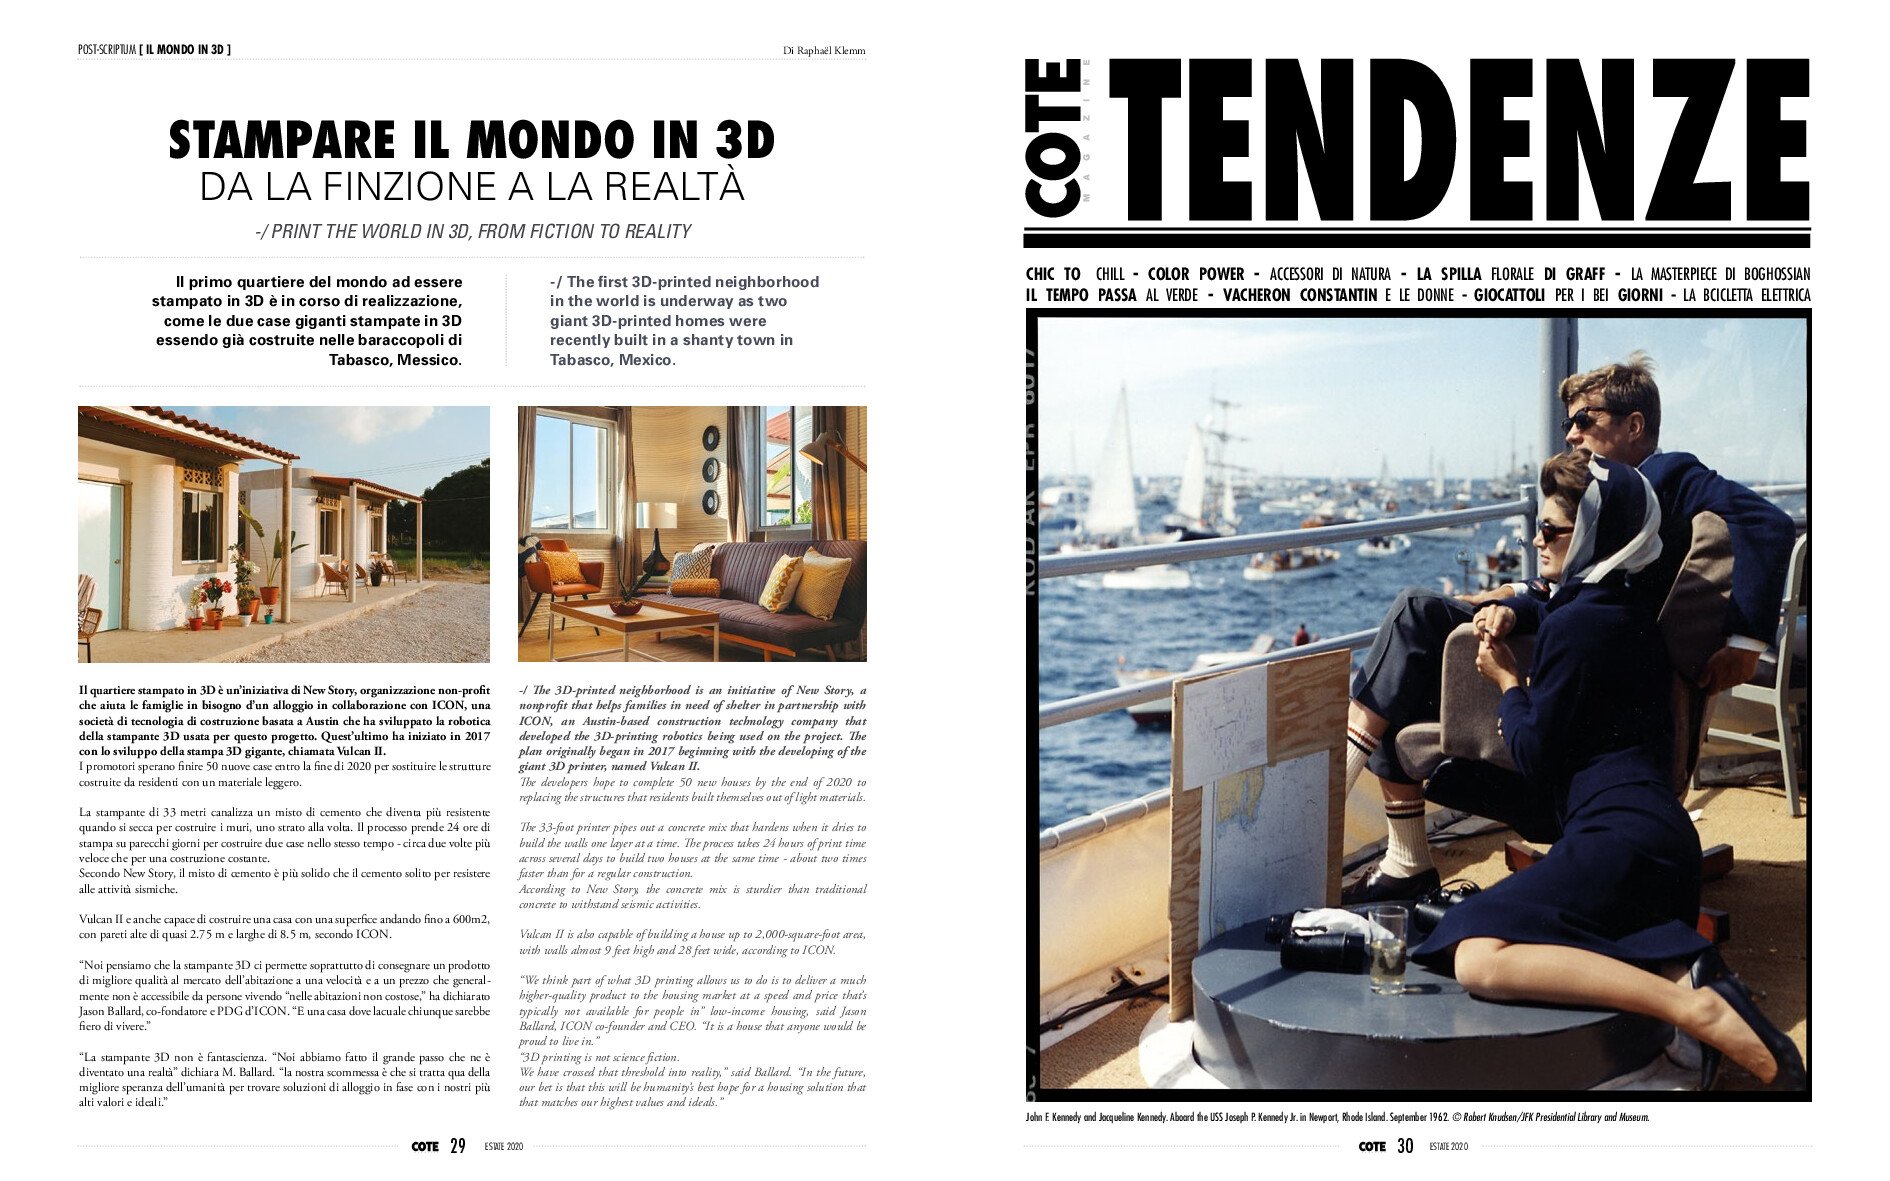 POST-SCRIPTUM [ IL MONDO IN 3D ]
Di Raphaël Klemm
STAMPARE IL MONDO IN 3D
DA LA FINZIONE A LA REALTÀ
-/ PRINT THE WORLD IN 3D, FROM FICTION TO REALITY
Il primo quartiere del mondo ad essere
stampato in 3D è in corso di realizzazione,
come le due case giganti stampate in 3D
essendo già costruite nelle baraccopoli di
Tabasco, Messico.
-/ The first 3D-printed neighborhood
in the world is underway as two
giant 3D-printed homes were
recently built in a shanty town in
Tabasco, Mexico.
Il quartiere stampato in 3D è un'iniziativa di New Story, organizzazione non-profit
che aiuta le famiglie in bisogno d'un alloggio in collaborazione con ICON, una
società di tecnologia di costruzione basata a Austin che ha sviluppato la robotica
della stampante 3D usata per questo progetto. Quest'ultimo ha iniziato in 2017
con lo sviluppo della stampa 3D gigante, chiamata Vulcan II.
I promotori sperano finire 50 nuove case entro la fine di 2020 per sostituire le strutture
costruite da residenti con un materiale leggero.
La stampante di 33 metri canalizza un misto di cemento che diventa più resistente
quando si secca per costruire i muri, uno strato alla volta. Il processo prende 24 ore di
stampa su parecchi giorni per costruire due case nello stesso tempo - circa due volte più
veloce che per una costruzione costante.
Secondo New Story, il misto di cemento è più solido che il cemento solito per resistere
alle attività sismiche.
Vulcan II e anche capace di costruire una casa con una superfice andando fino a 600m2,
con pareti alte di quasi 2.75 m e larghe di 8.5 m, secondo ICON.
“Noi pensiamo che la stampante 3D ci permette soprattutto di consegnare un prodotto
di migliore qualità al mercato dell'abitazione a una velocità e a un prezzo che general-
mente non è accessibile da persone vivendo “nelle abitazioni non costose,” ha dichiarato
Jason Ballard, co-fondatore e PDG d'ICON. “E una casa dove lacuale chiunque sarebbe
fiero di vivere.”
“La stampante 3D non è fantascienza. “Noi abbiamo fatto il grande passo che ne è
diventato una realtà” dichiara M. Ballard. “la nostra scommessa è che si tratta qua della
migliore speranza dell'umanità per trovare soluzioni di alloggio in fase con i nostri più
alti valori e ideali.”
-/ The 3D-printed neighborhood is an initiative of New Story, a
nonprofit that helps families in need of shelter in partnership with
ICON, an Austin-based construction technology company that
developed the 3D-printing robotics being used on the project. The
plan originally began in 2017 beginning with the developing of the
giant 3D printer, named Vulcan II.
The developers hope to complete 50 new houses by the end of 2020 to
replacing the structures that residents built themselves out of light materials.
The 33-foot printer pipes out a concrete mix that hardens when it dries to
build the walls one layer at a time. The process takes 24 hours of print time
across several days to build two houses at the same time - about two times
faster than for a regular construction.
According to New Story, the concrete mix is sturdier than traditional
concrete to withstand seismic activities.
Vulcan II is also capable of building a house up to 2,000-square-foot area,
with walls almost 9 feet high and 28 feet wide, according to ICON.
“We think part of what 3D printing allows us to do is to deliver a much
higher-quality product to the housing market at a speed and price that's
typically not available for people in” low-income housing, said Jason
Ballard, ICON co-founder and CEO. “It is a house that anyone would be
proud to live in.”
“3D printing is not science fiction.
We have crossed that threshold into reality,” said Ballard. “In the future,
our bet is that this will be humanity's best hope for a housing solution that
that matches our highest values and ideals.”
COTE 29 ESTATE 2020
COTE
MAGAZINE
TENDENZE
CHIC TO CHILL - COLOR POWER - ACCESSORI DI NATURA - LA SPILLA FLORALE DI GRAFF - LA MASTERPIECE DI BOGHOSSIAN
IL TEMPO PASSA AL VERDE - VACHERON CONSTANTIN E LE DONNE - GIOCATTOLI PER I BEI GIORNI - LA BCICLETTA ELETTRICA
John F. Kennedy and Jacqueline Kennedy. Aboard the USS Joseph P. Kennedy Jr. in Newport, Rhode Island. September 1962. © Robert Knudsen/JFK Presidential Library and Museum.
COTE 30 ESTATE 2020